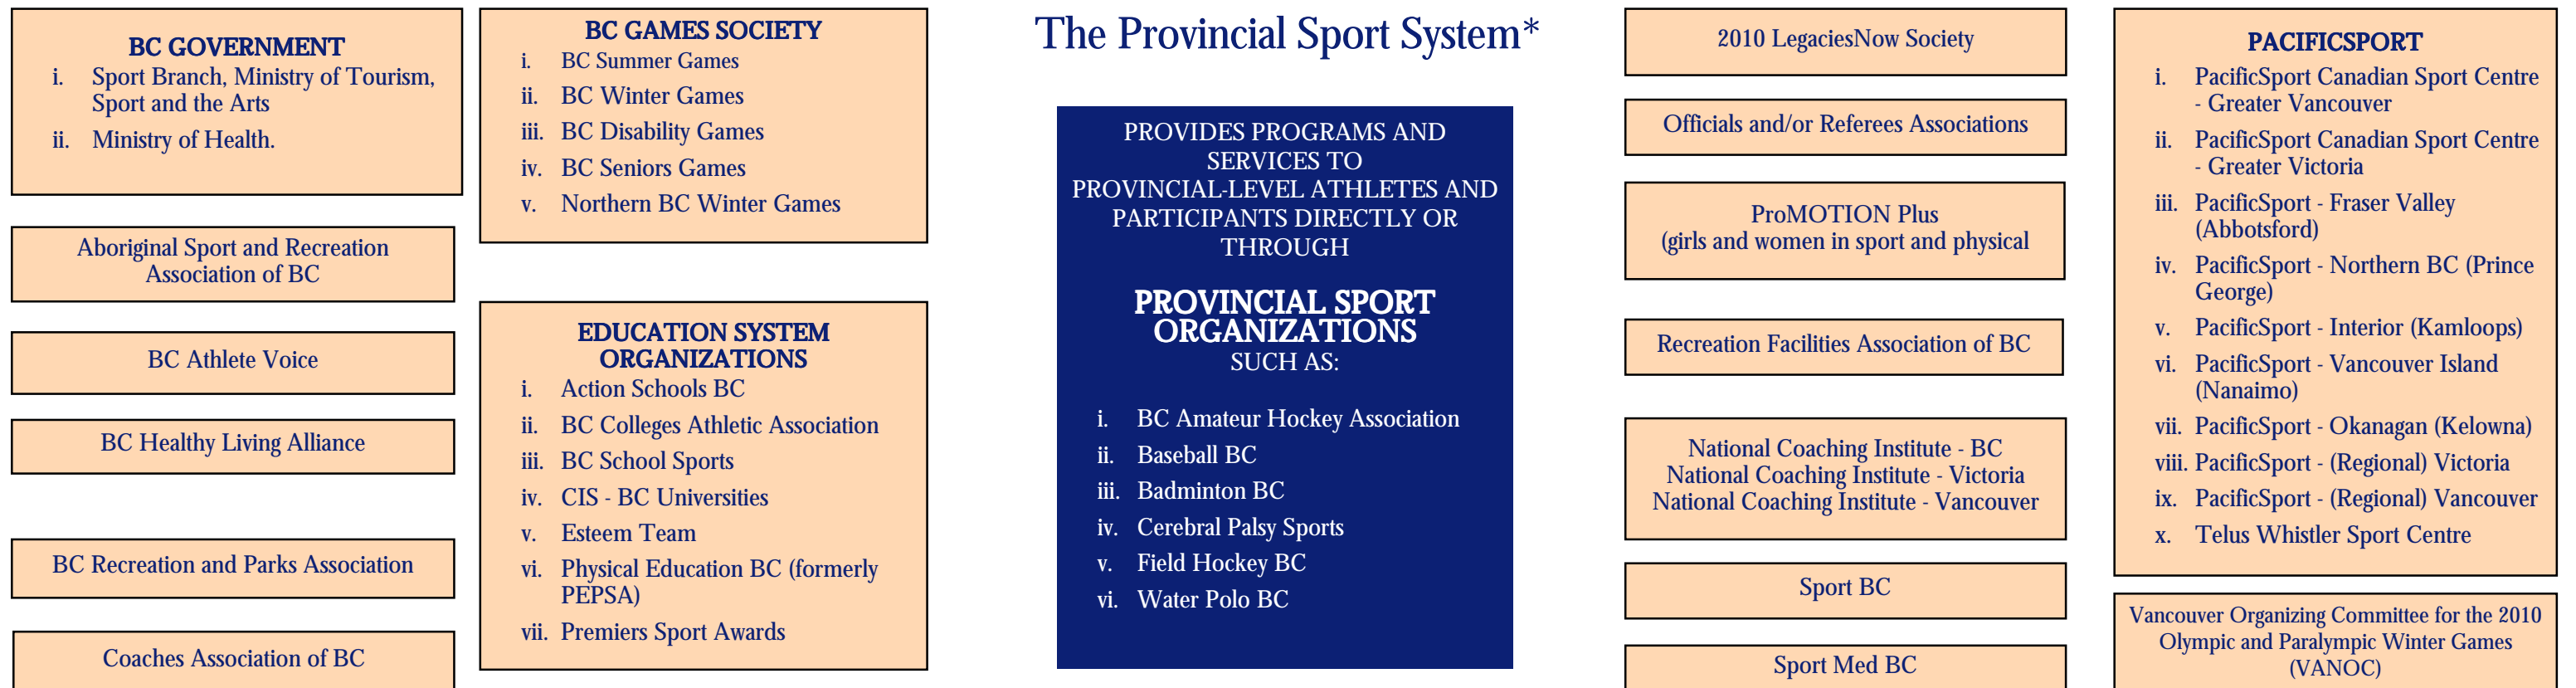 BC GOVERNMENT
i. Sport Branch, Ministry of Tourism,
Sport and the Arts
ii. Ministry of Health.
Aboriginal Sport and Recreation
Association of BC
BC Athlete Voice
BC Healthy Living Alliance
BC Recreation and Parks Association
Coaches Association of BC
BC GAMES SOCIETY
i. BC Summer Games
ii. BC Winter Games
iii. BC Disability Games
iv. BC Seniors Games
v. Northern BC Winter Games
EDUCATION SYSTEM
ORGANIZATIONS
i. Action Schools BC
ii. BC Colleges Athletic Association
iii. BC School Sports
iv. CIS - BC Universities
v. Esteem Team
vi. Physical Education BC (formerly
PEPSA)
vii. Premiers Sport Awards
The Provincial Sport System*
PROVIDES PROGRAMS AND
SERVICES TO
PROVINCIAL-LEVEL ATHLETES AND
PARTICIPANTS DIRECTLY OR
THROUGH
PROVINCIAL SPORT
ORGANIZATIONS
SUCH AS:
i. BC Amateur Hockey Association
ii. Baseball BC
iii. Badminton BC
iv. Cerebral Palsy Sports
v. Field Hockey BC
vi. Water Polo BC
2010 LegaciesNow Society
Officials and/or Referees Associations
ProMOTION Plus
(girls and women in sport and physical
Recreation Facilities Association of BC
National Coaching Institute - BC
National Coaching Institute - Victoria
National Coaching Institute - Vancouver
Sport BC
Sport Med BC
PACIFICSPORT
i. PacificSport Canadian Sport Centre
- Greater Vancouver
ii. PacificSport Canadian Sport Centre
- Greater Victoria
iii. PacificSport - Fraser Valley
(Abbotsford)
iv. PacificSport - Northern BC (Prince
George)
v. PacificSport - Interior (Kamloops)
vi. PacificSport - Vancouver Island
(Nanaimo)
vii. PacificSport - Okanagan (Kelowna)
viii. PacificSport - (Regional) Victoria
ix. PacificSport - (Regional) Vancouver
x. Telus Whistler Sport Centre
Vancouver Organizing Committee for the 2010
Olympic and Paralympic Winter Games
(VANOC)